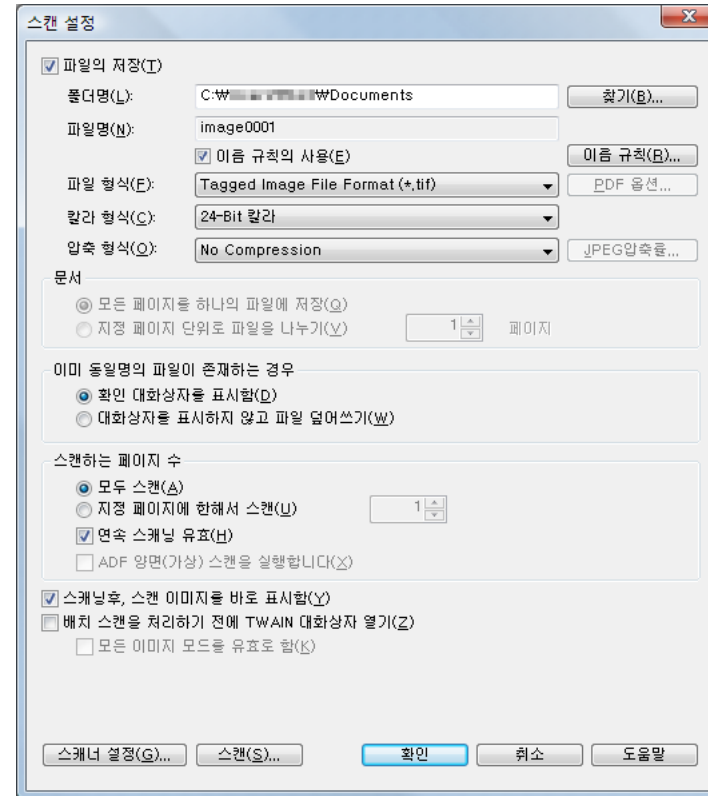 스캔 설정
파일의 저장(T)
폴더명(L): C:₩ ₩Documents 찾기(B)...
파일명(N): image0001
이름 규칙의 사용(E) 이름 규칙(R)...
파일 형식(F): Tagged Image File Format (*.tif) PDF 옵션...
칼라 형식(C): 24-Bit 칼라
압축 형식(O): No Compression JPEG압축률...
문서
모든 페이지를 하나의 파일에 저장(Q)
지정 페이지 단위로 파일을 나누기(V) 1 페이지
이미 동일명의 파일이 존재하는 경우
확인 대화상자를 표시함(D)
대화상자를 표시하지 않고 파일 덮어쓰기(W)
스캔하는 페이지 수
모두 스캔(A)
지정 페이지에 한해서 스캔(U) 1
연속 스캐닝 유효(H)
ADF 양면(가상) 스캔을 실행합니다(X)
스캐닝후, 스캔 이미지를 바로 표시함(Y)
배치 스캔을 처리하기 전에 TWAIN 대화상자 열기(Z)
모든 이미지 모드를 유효로 함(K)
스캐너 설정(G)... 스캔(S)... 확인 취소 도움말